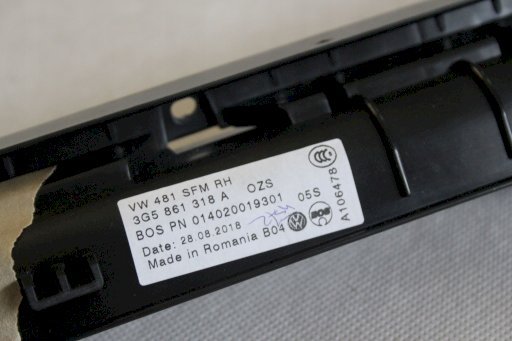 VW 481 SFM RH
3G5 861 318 A OZS
BOS PN 014020019301 05S
Date: 28.08.2018
Made in Romania B04
CCC
A106478